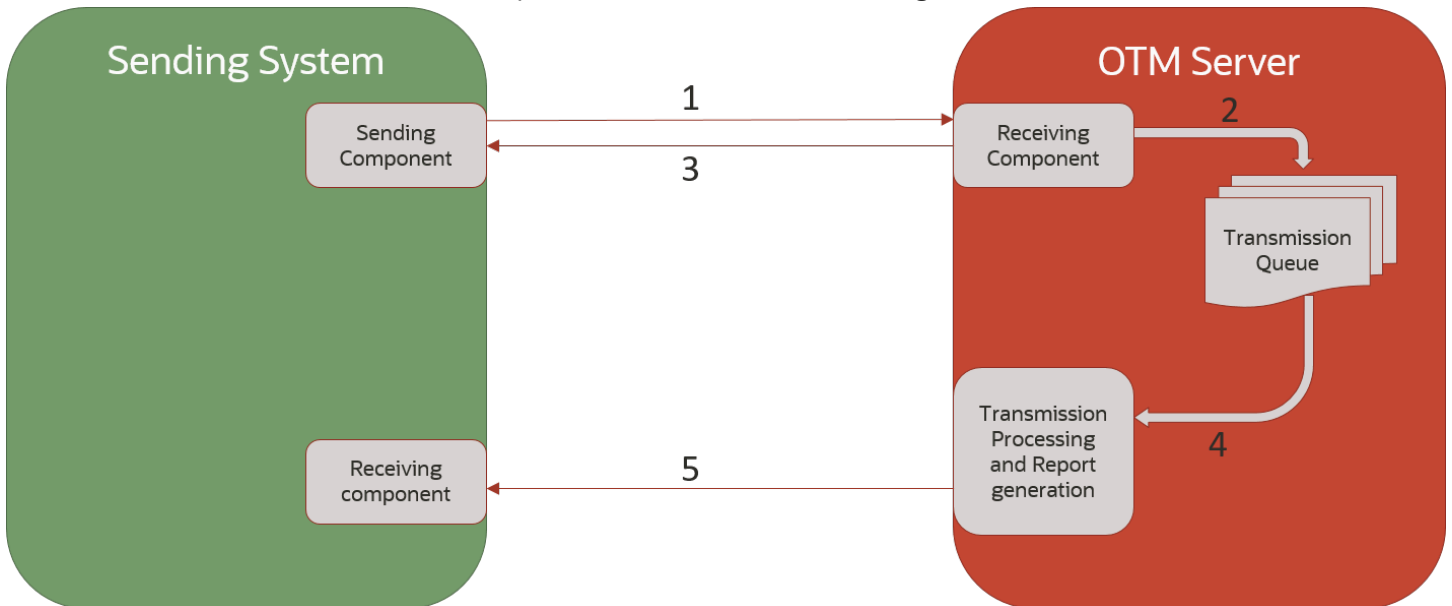 Sending System
OTM Server
1
2
Sending
Component
Receiving
Component
3
Transmission
Queue
Transmission
Processing
and Report
generation
4
Receiving
component
5